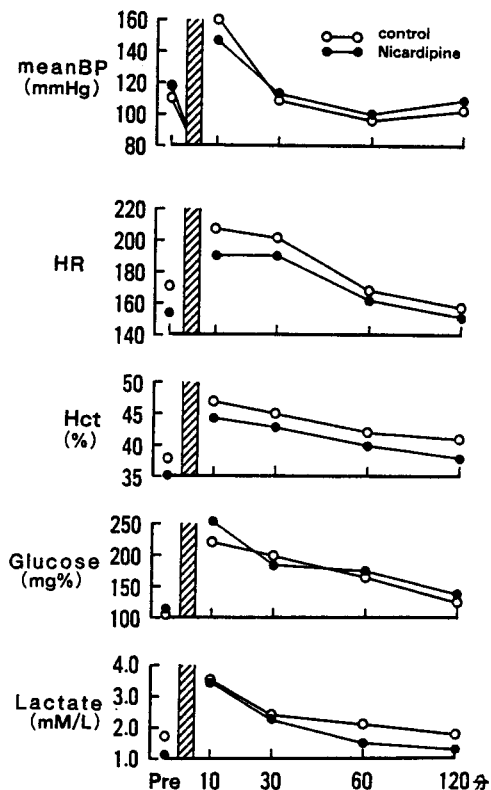 control
Nicardipine
meanBP
(mmHg)
160
140
120
100
80
HR
220
200
180
160
140
Hct
(%)
50
45
40
35
Glucose
(mg%)
250
200
150
100
Lactate
(mM/L)
4.0
3.0
2.0
1.0
Pre 10 30 60 120分